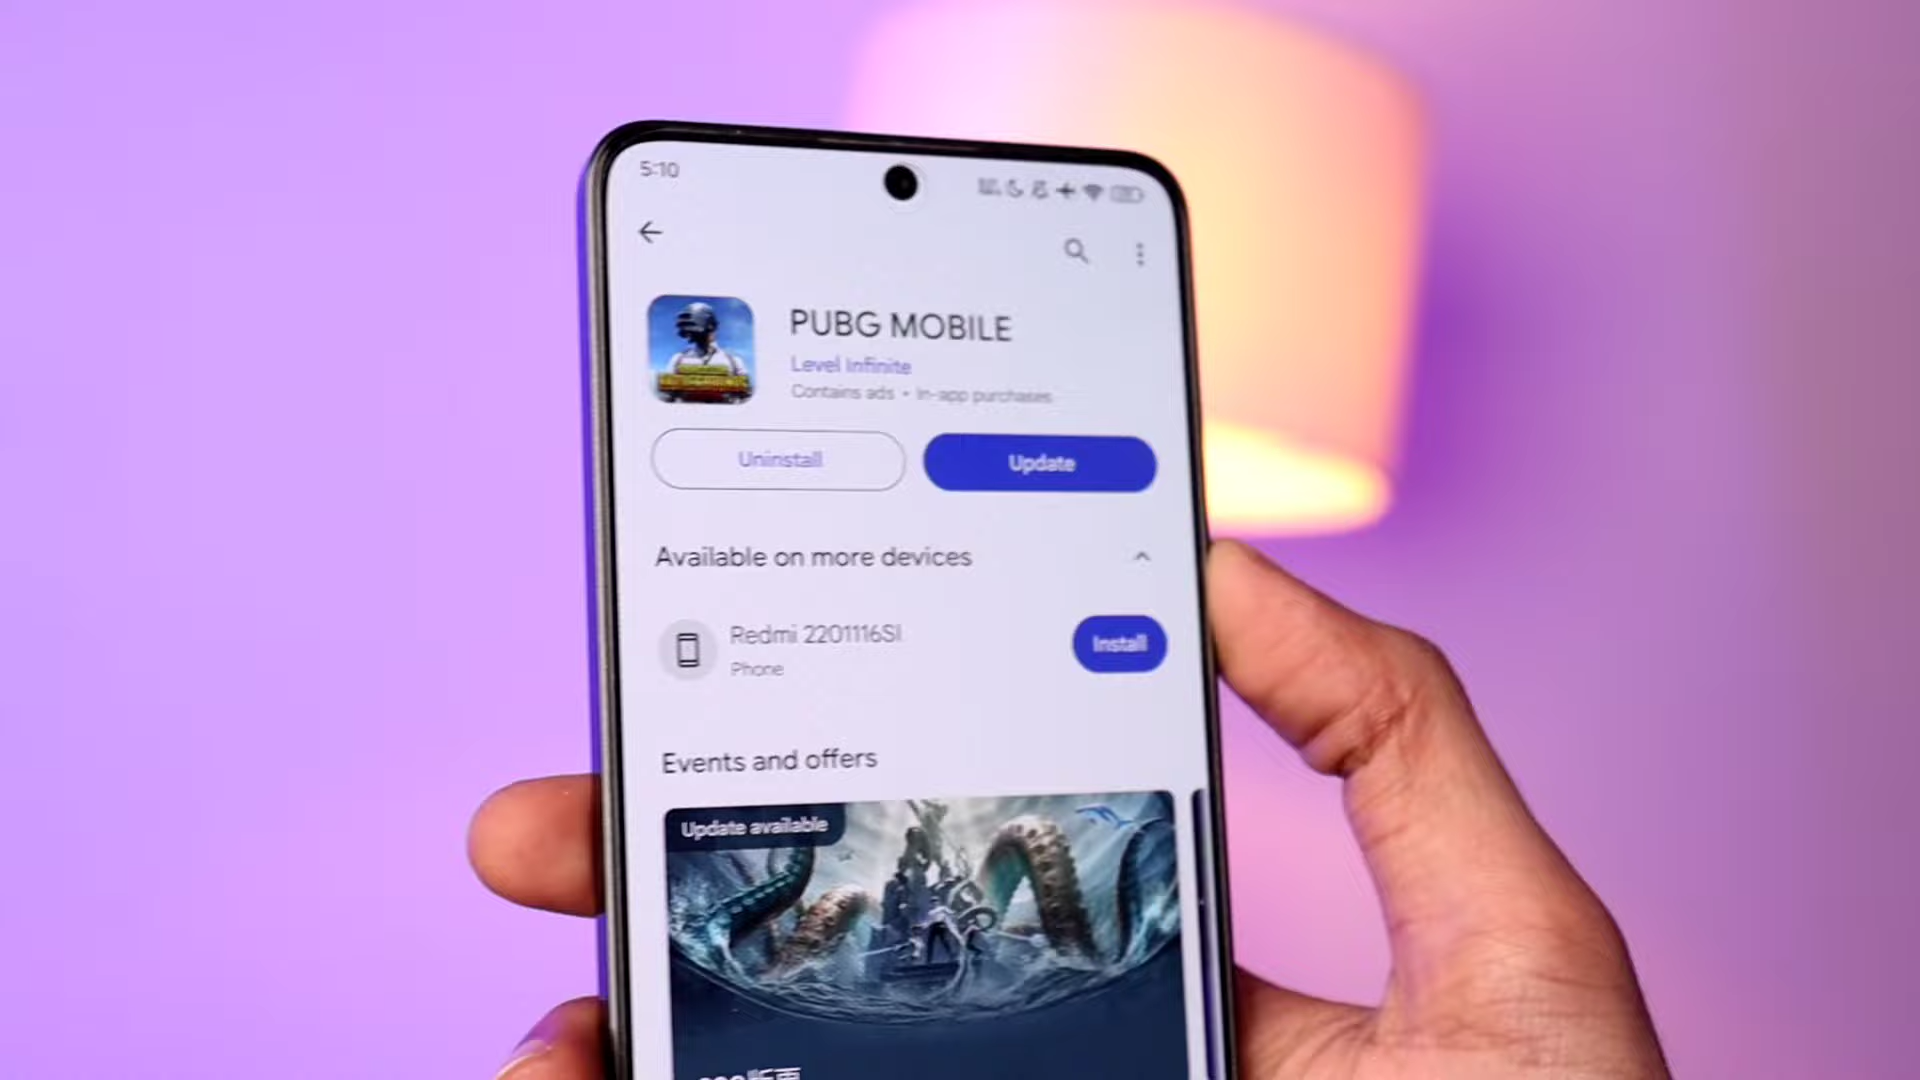 5:10
PUBG MOBILE
Level Infinite
Contains ads • In-app purchases
Uninstall
Update
Available on more devices
Redmi 2201116SI
Phone
Install
Events and offers
Update available